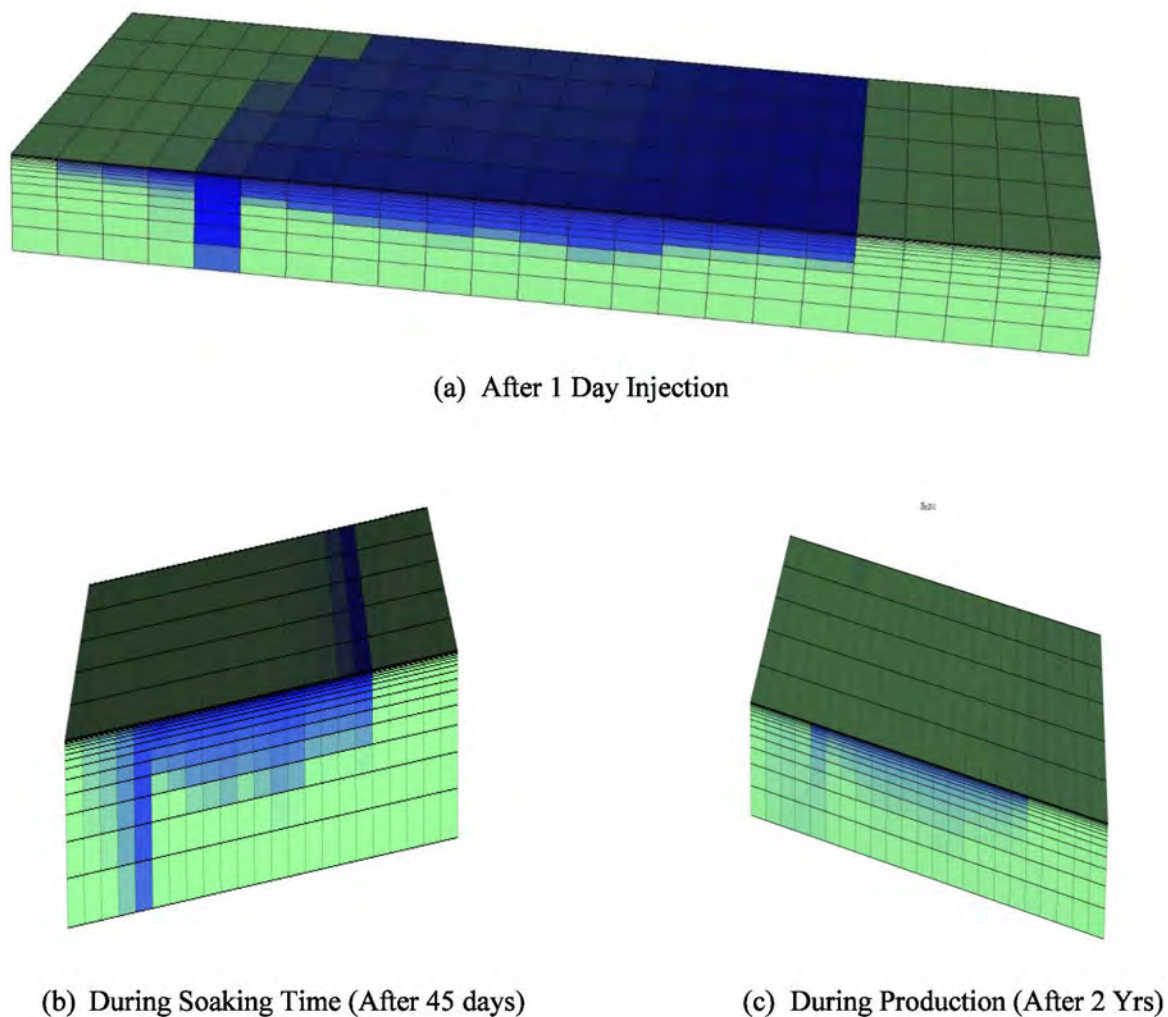 (a) After 1 Day Injection
(b) During Soaking Time (After 45 days)
(c) During Production (After 2 Yrs)